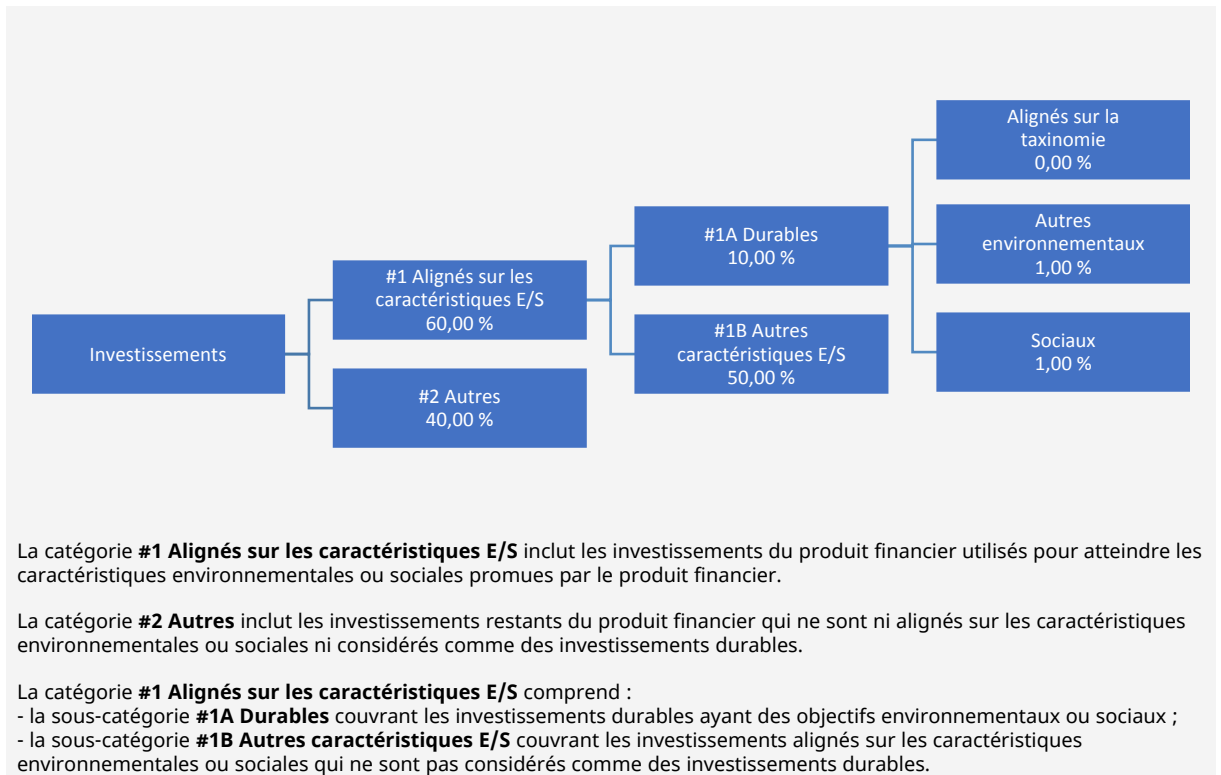 Investissements
#1 Alignés sur les
caractéristiques E/S
60,00 %
#2 Autres
40,00 %
#1A Durables
10,00 %
#1B Autres
caractéristiques E/S
50,00 %
Alignés sur la
taxinomie
0,00 %
Autres
environnementaux
1,00 %
Sociaux
1,00 %
La catégorie #1 Alignés sur les caractéristiques E/S inclut les investissements du produit financier utilisés pour atteindre les
caractéristiques environnementales ou sociales promues par le produit financier.
La catégorie #2 Autres inclut les investissements restants du produit financier qui ne sont ni alignés sur les caractéristiques
environnementales ou sociales ni considérés comme des investissements durables.
La catégorie #1 Alignés sur les caractéristiques E/S comprend :
- la sous-catégorie #1A Durables couvrant les investissements durables ayant des objectifs environnementaux ou sociaux ;
- la sous-catégorie #1B Autres caractéristiques E/S couvrant les investissements alignés sur les caractéristiques
environnementales ou sociales qui ne sont pas considérés comme des investissements durables.